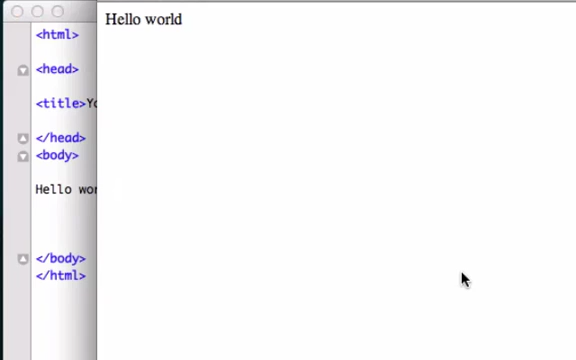 Hello world
<html>
<head>
<title>Yo
</head>
<body>
Hello wor
</body>
</html>